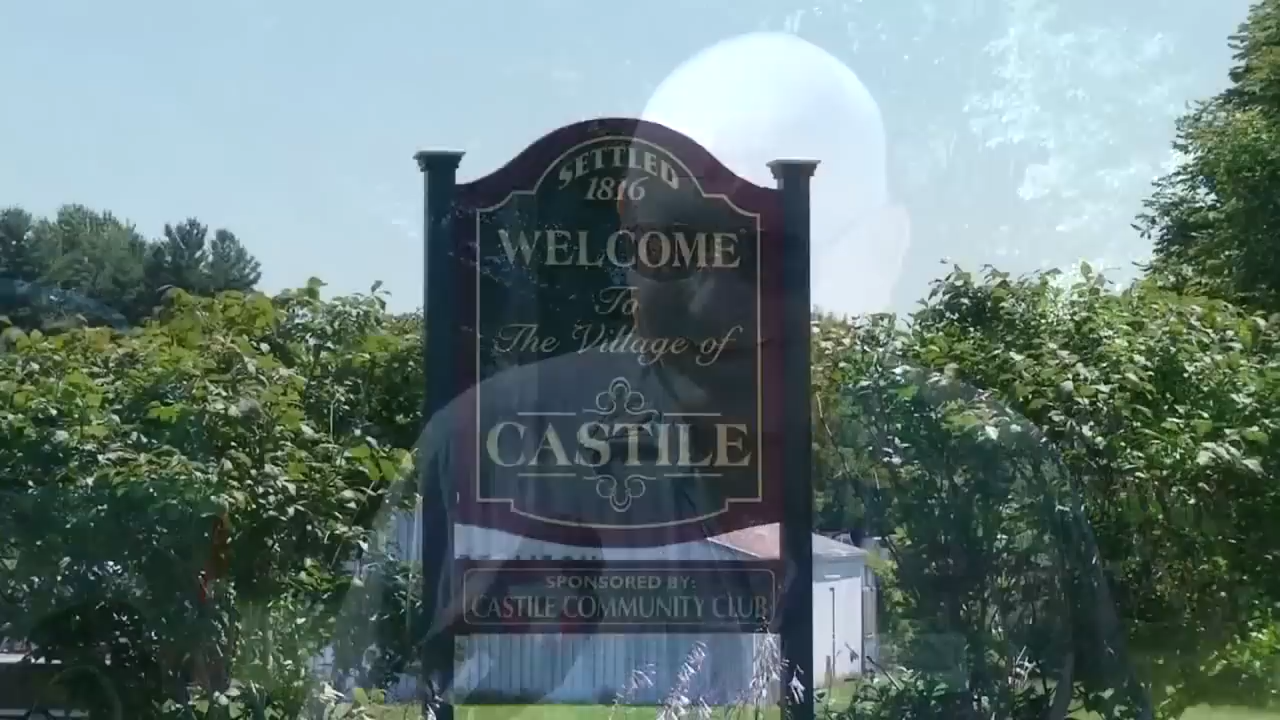 SETTLED
1816
WELCOME
To
The Village of
CASTILE
SPONSORED BY:
CASTILE COMMUNITY CLUB